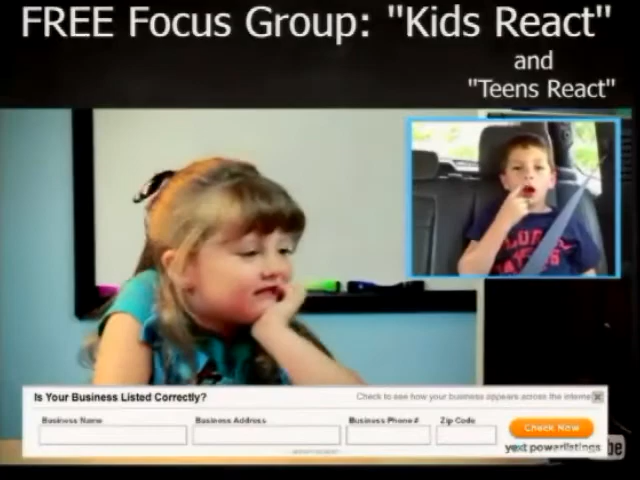 FREE Focus Group: "Kids React"
and
"Teens React"
Is Your Business Listed Correctly?
Check to see how your business appears across the internet
Business Name
Business Address
Business Phone #
Zip Code
Check Now
yext powerlistings